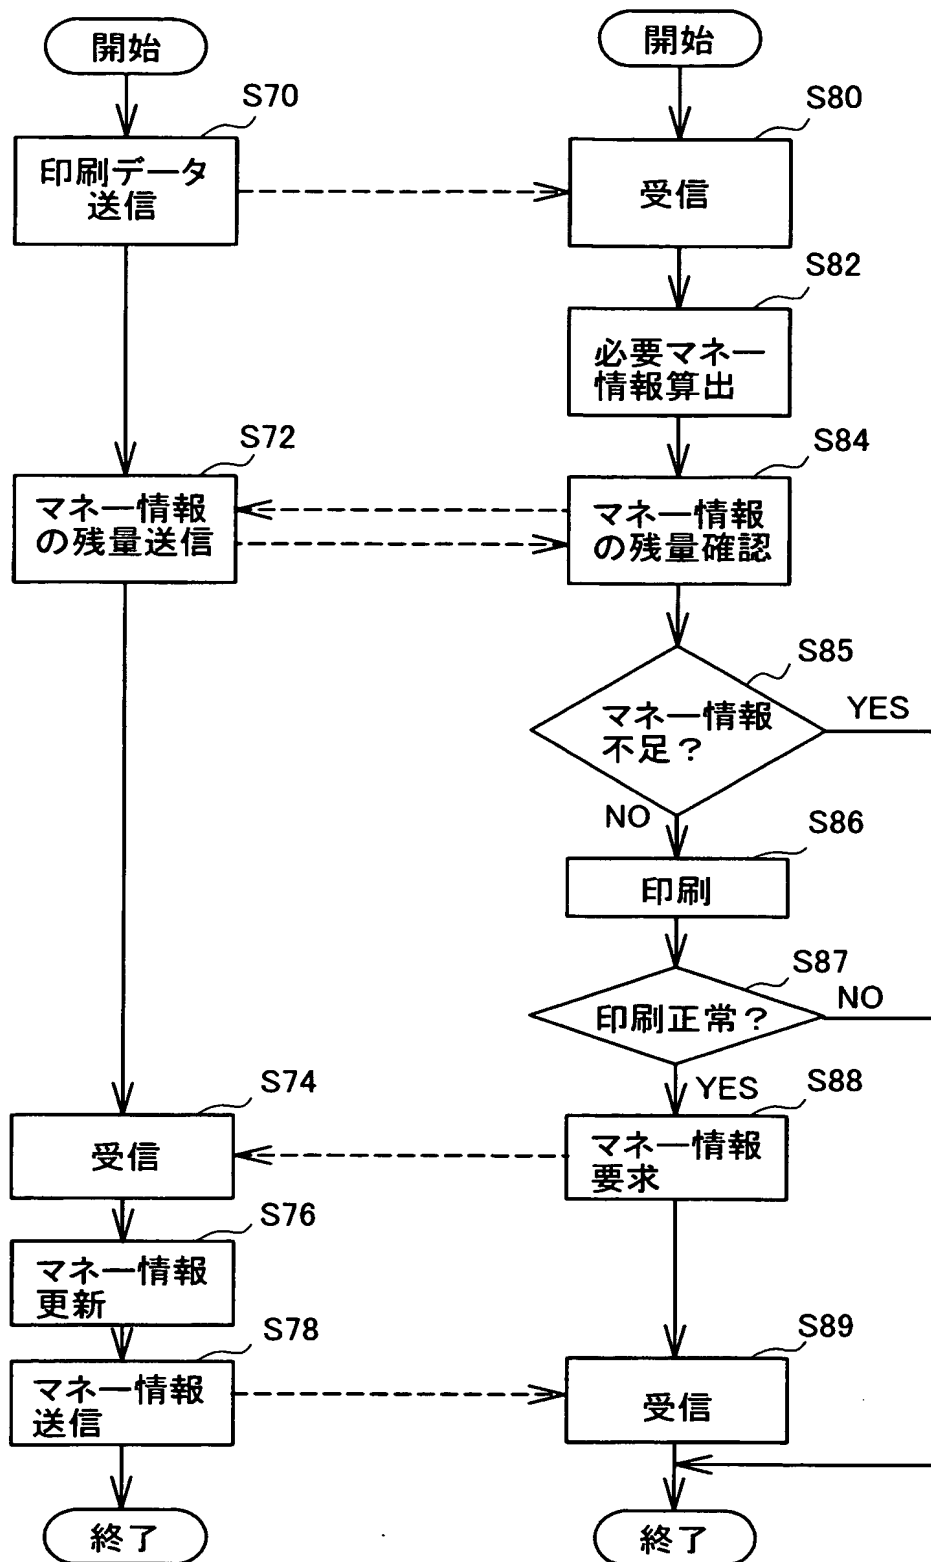 開始
開始
S70
S80
印刷データ
送信
受信
S82
必要マネー
情報算出
S72
S84
マネー情報
の残量送信
マネー情報
の残量確認
S85
マネー情報
不足？
YES
NO
S86
印刷
S87
印刷正常？
NO
YES
S74
S88
受信
マネー情報
要求
S76
マネー情報
更新
S78
S89
マネー情報
送信
受信
終了
終了